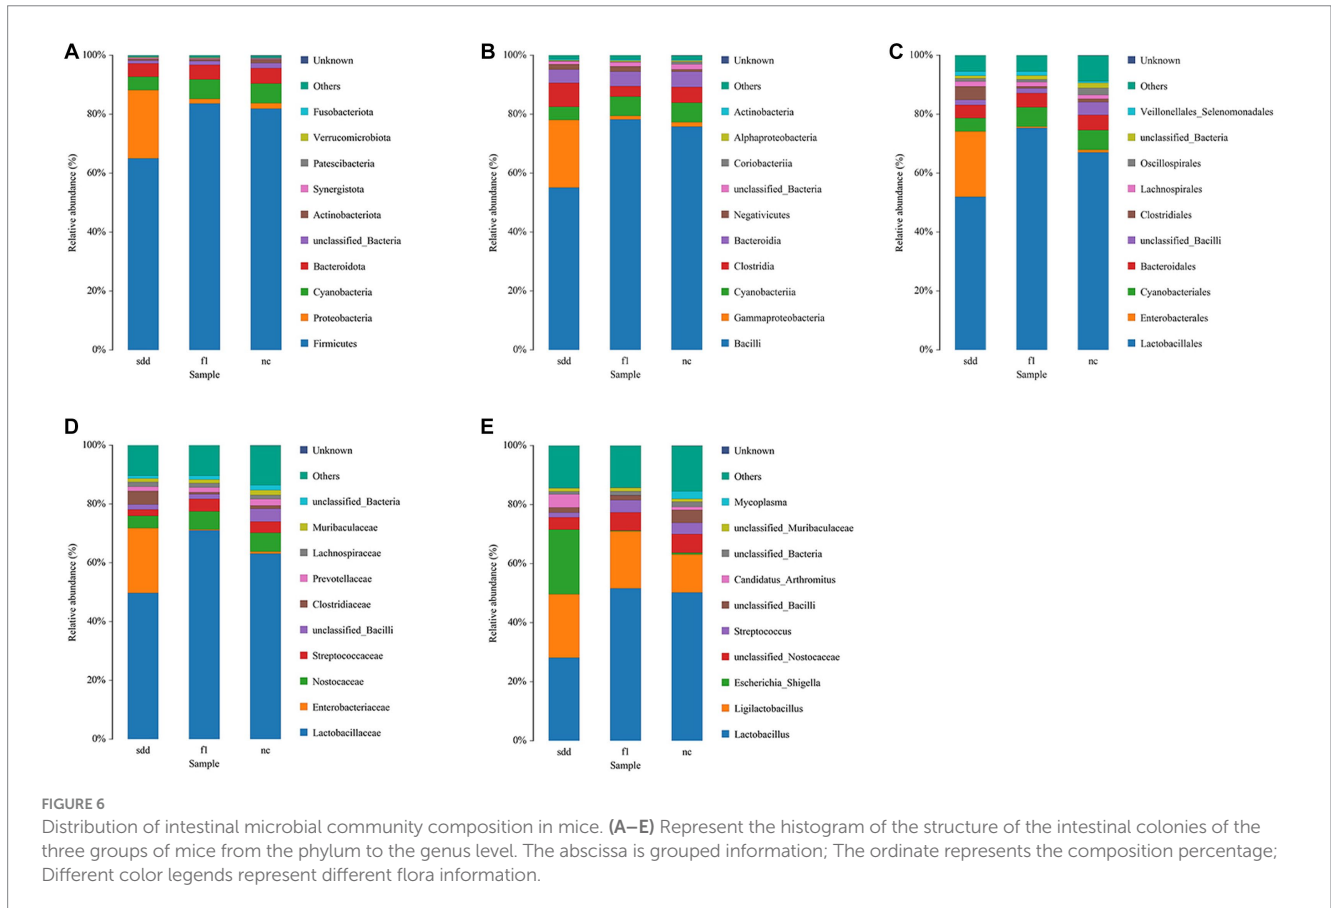 A
100%
80%
60%
40%
20%
0%
Relative abundance (%)
sdd
f1
nc
Sample
Unknown
Others
Fusobacteriota
Verrucomicrobiota
Patescibacteria
Synergistota
Actinobacteriota
unclassified_Bacteria
Bacteroidota
Cyanobacteria
Proteobacteria
Firmicutes
B
100%
80%
60%
40%
20%
0%
Relative abundance (%)
sdd
f1
nc
Sample
Unknown
Others
Actinobacteria
Alphaproteobacteria
Coriobacteriia
unclassified_Bacteria
Negativicutes
Bacteroidia
Clostridia
Cyanobacteriia
Gammaproteobacteria
Bacilli
C
100%
80%
60%
40%
20%
0%
Relative abundance (%)
sdd
f1
nc
Sample
Unknown
Others
Veillonellales_Selenomonadales
unclassified_Bacteria
Oscillospirales
Lachnospirales
Clostridiales
unclassified_Bacilli
Bacteroidales
Cyanobacteriales
Enterobacterales
Lactobacillales
D
100%
80%
60%
40%
20%
0%
Relative abundance (%)
sdd
f1
nc
Sample
Unknown
Others
unclassified_Bacteria
Muribaculaceae
Lachnospiraceae
Prevotellaceae
Clostridiaceae
unclassified_Bacilli
Streptococcaceae
Nostocaceae
Enterobacteriaceae
Lactobacillaceae
E
100%
80%
60%
40%
20%
0%
Relative abundance (%)
sdd
f1
nc
Sample
Unknown
Others
Mycoplasma
unclassified_Muribaculaceae
unclassified_Bacteria
Candidatus_Arthromitus
unclassified_Bacilli
Streptococcus
unclassified_Nostocaceae
Escherichia_Shigella
Ligilactobacillus
Lactobacillus
FIGURE 6
Distribution of intestinal microbial community composition in mice. (A–E) Represent the histogram of the structure of the intestinal colonies of the
three groups of mice from the phylum to the genus level. The abscissa is grouped information; The ordinate represents the composition percentage;
Different color legends represent different flora information.